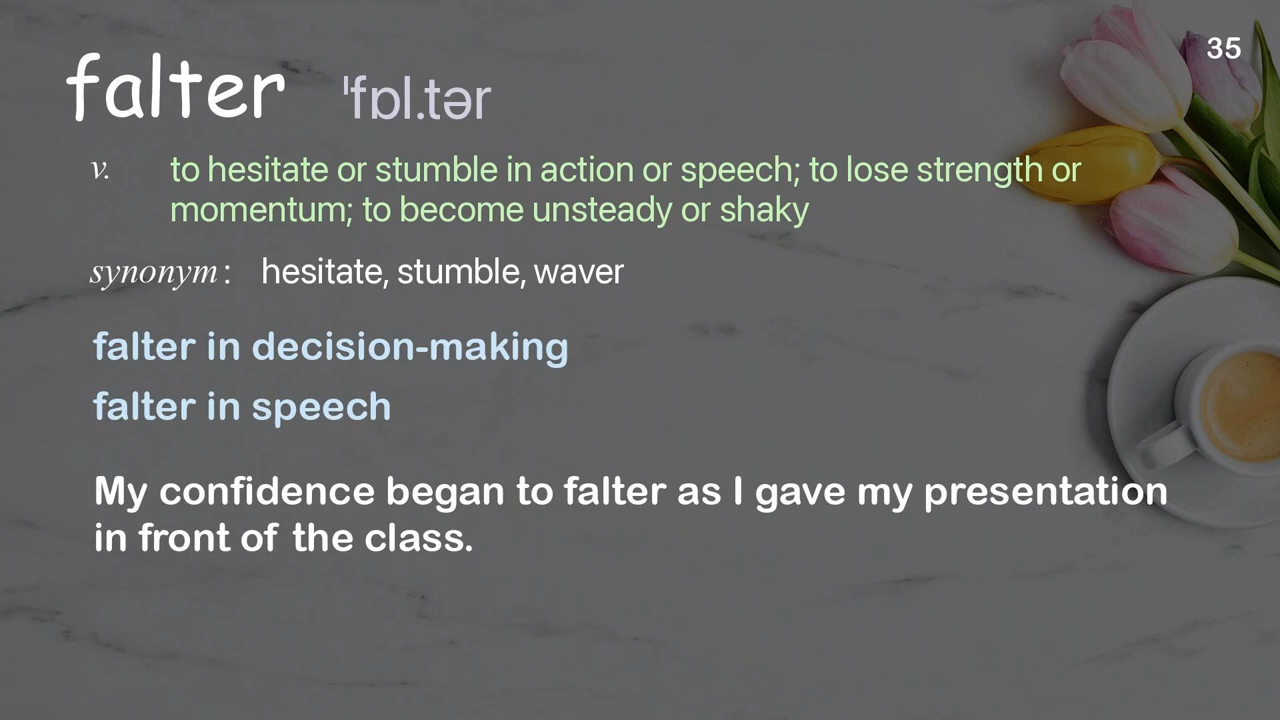 35
falter ˈfɒl.tər
v. to hesitate or stumble in action or speech; to lose strength or
momentum; to become unsteady or shaky
synonym: hesitate, stumble, waver
falter in decision-making
falter in speech
My confidence began to falter as I gave my presentation
in front of the class.